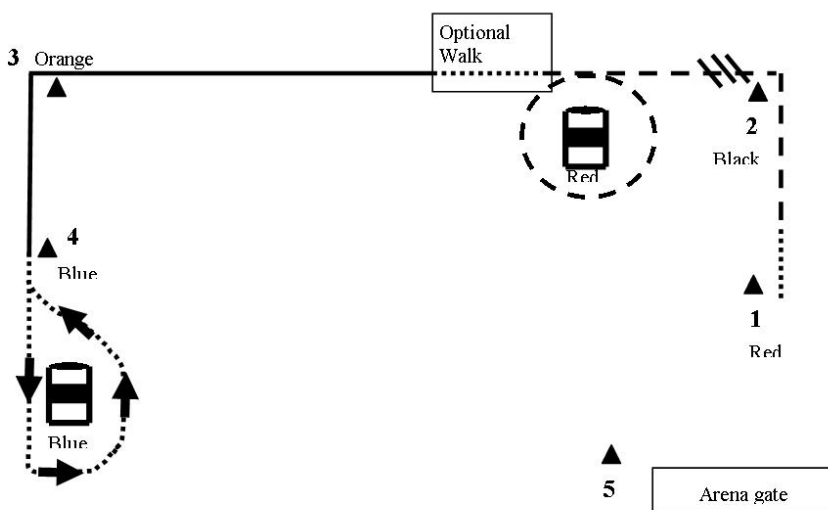 3 Orange
Optional
Walk
2
Black
Red
4
Blue
1
Red
Blue
5
Arena gate